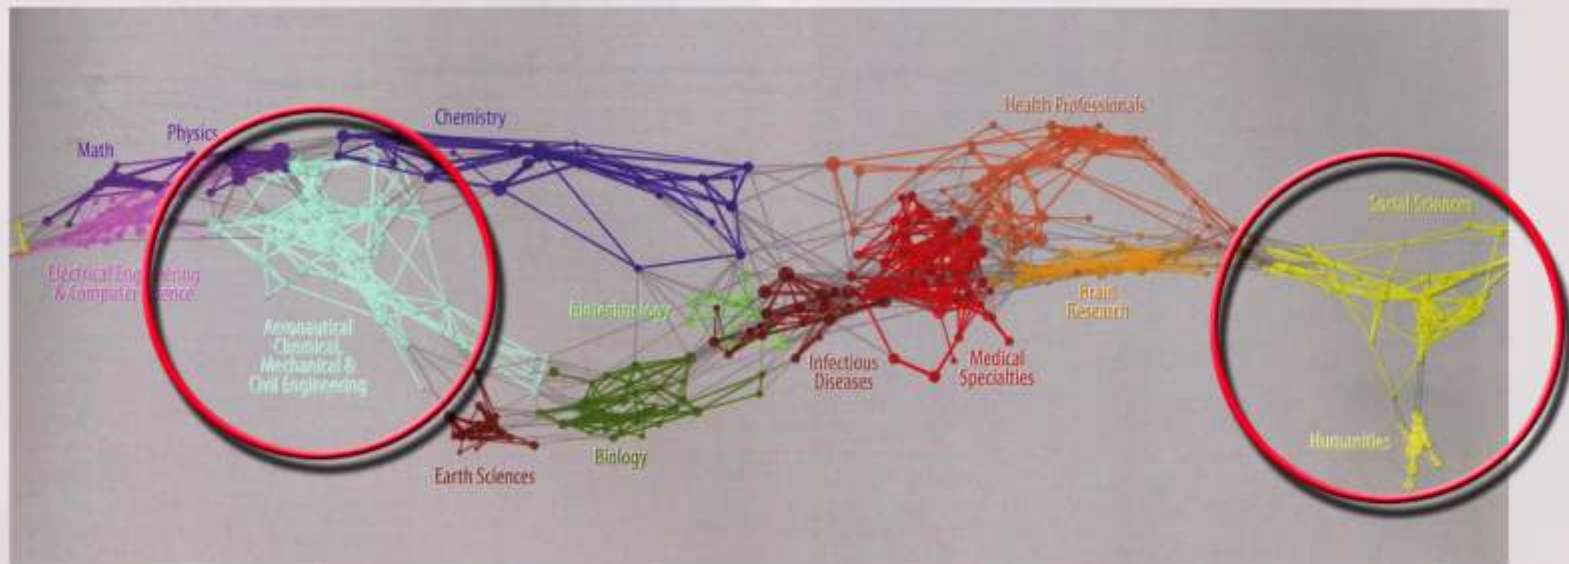 Math
Physics
Chemistry
Health Professionals
Social Sciences
Electrical Engineering
& Computer Science
Aeronautical
Chemical,
Mechanical &
Civil Engineering
Biotechnology
Infectious
Diseases
Medical
Specialties
Brain
Research
Earth Sciences
Biology
Humanities